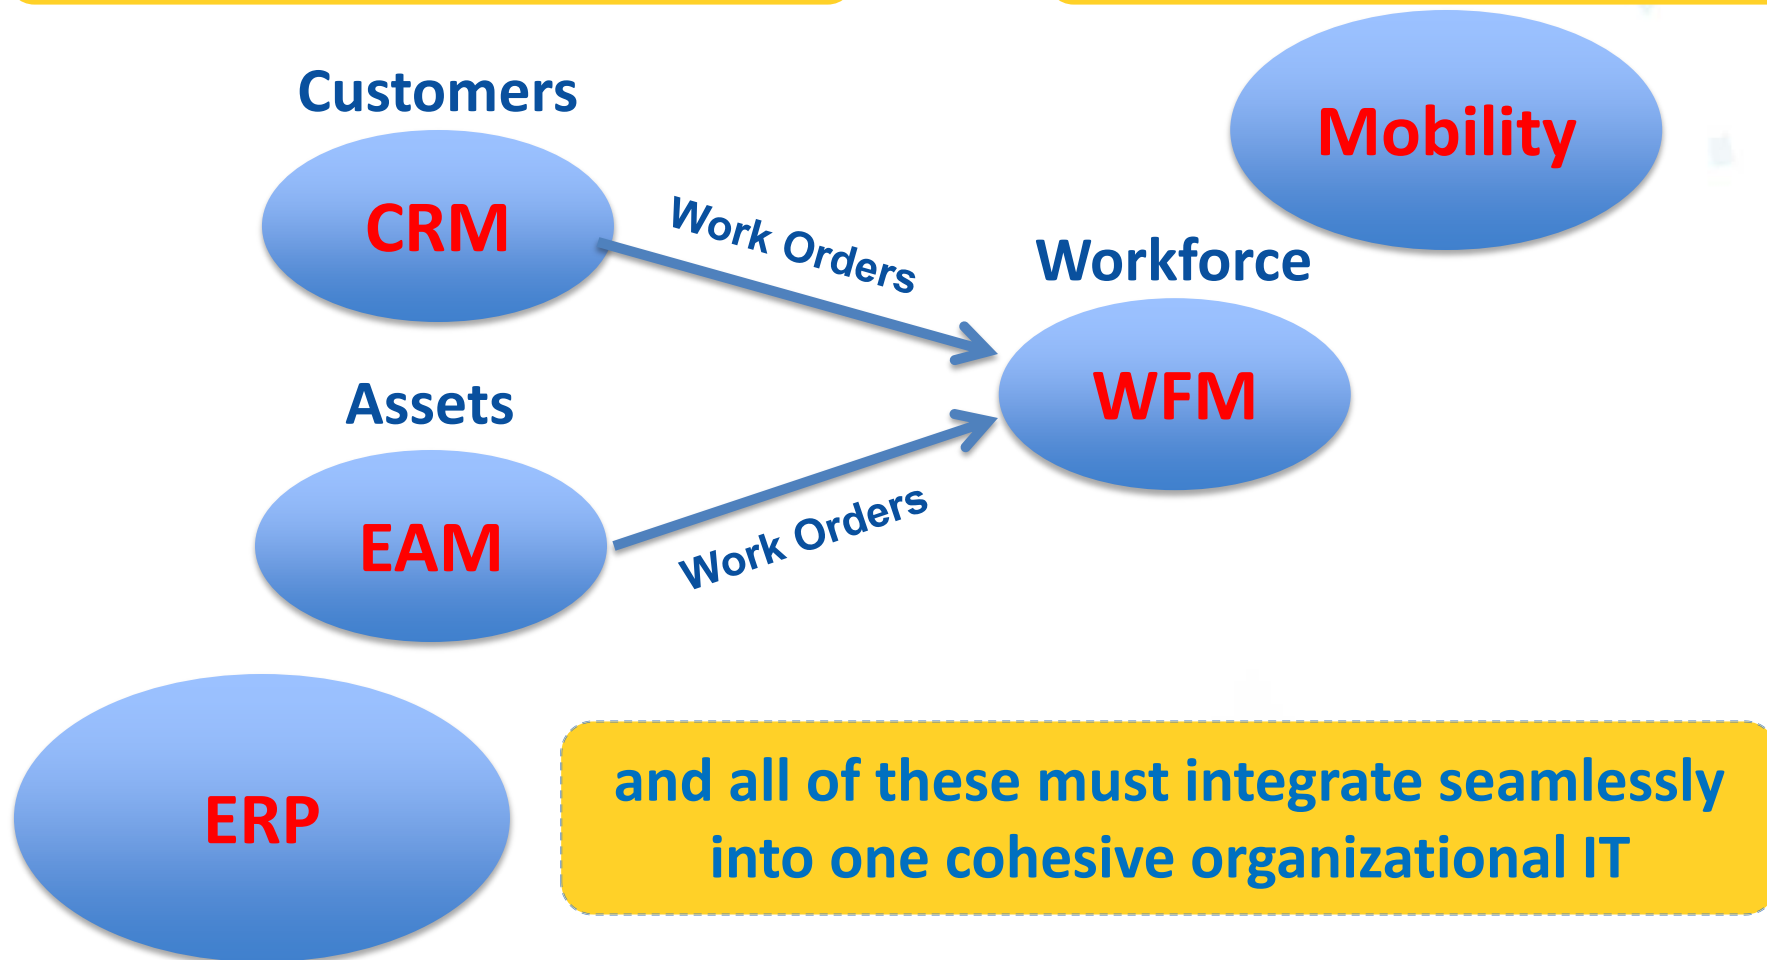 Customers
Mobility
CRM
Work Orders
Workforce
Assets
WFM
EAM
Work Orders
ERP
and all of these must integrate seamlessly
into one cohesive organizational IT